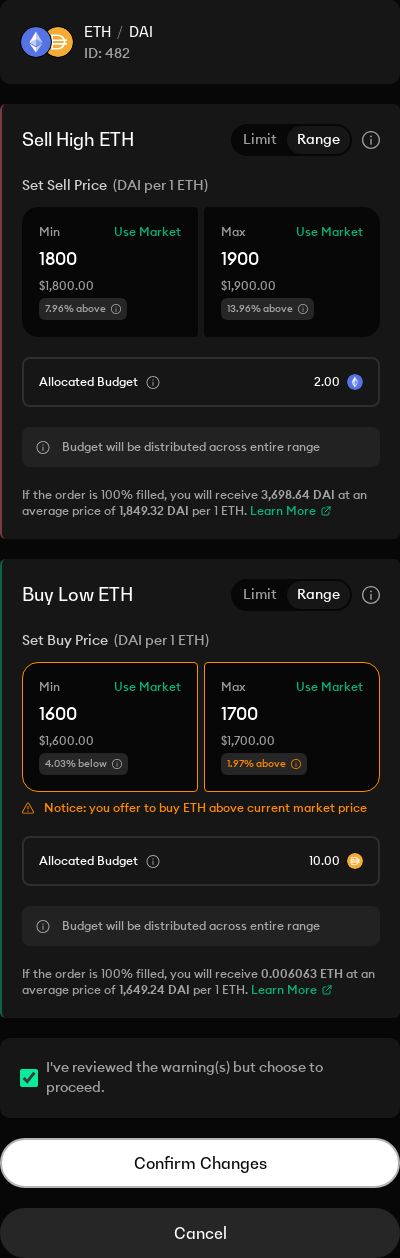 ETH / DAI
ID: 482
Sell High ETH Limit Range
Set Sell Price (DAI per 1 ETH)
Min Use Market Max Use Market
1800 1900
$1,800.00 $1,900.00
7.96% above 13.96% above
Allocated Budget 2.00
Budget will be distributed across entire range
If the order is 100% filled, you will receive 3,698.64 DAI at an
average price of 1,849.32 DAI per 1 ETH. Learn More
Buy Low ETH Limit Range
Set Buy Price (DAI per 1 ETH)
Min Use Market Max Use Market
1600 1700
$1,600.00 $1,700.00
4.03% below 1.97% above
Notice: you offer to buy ETH above current market price
Allocated Budget 10.00
Budget will be distributed across entire range
If the order is 100% filled, you will receive 0.006063 ETH at an
average price of 1,649.24 DAI per 1 ETH. Learn More
I've reviewed the warning(s) but choose to
proceed.
Confirm Changes
Cancel